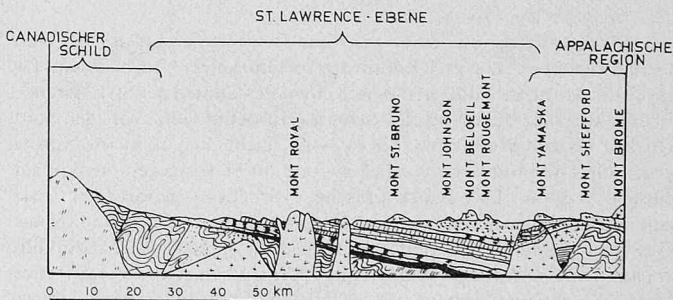 ST. LAWRENCE - EBENE
CANADISCHER
SCHILD
APPALACHISCHE
REGION
MONT ROYAL
MONT ST. BRUNO
MONT JOHNSON
MONT BELOEIL
MONT ROUGEMONT
MONT YAMASKA
MONT SHEFFORD
MONT BROME
0 10 20 30 40 50 km